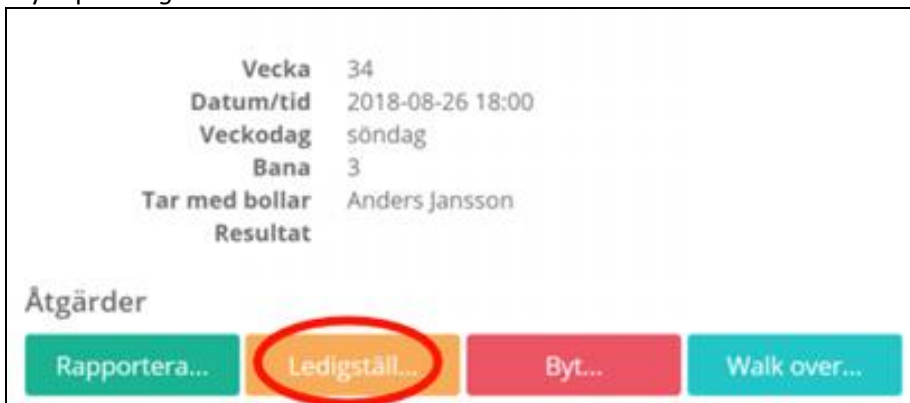 Vecka 34
Datum/tid 2018-08-26 18:00
Veckodag söndag
Bana 3
Tar med bollar Anders Jansson
Resultat
Åtgärder
Rapportera... Ledigställ... Byt... Walk over...